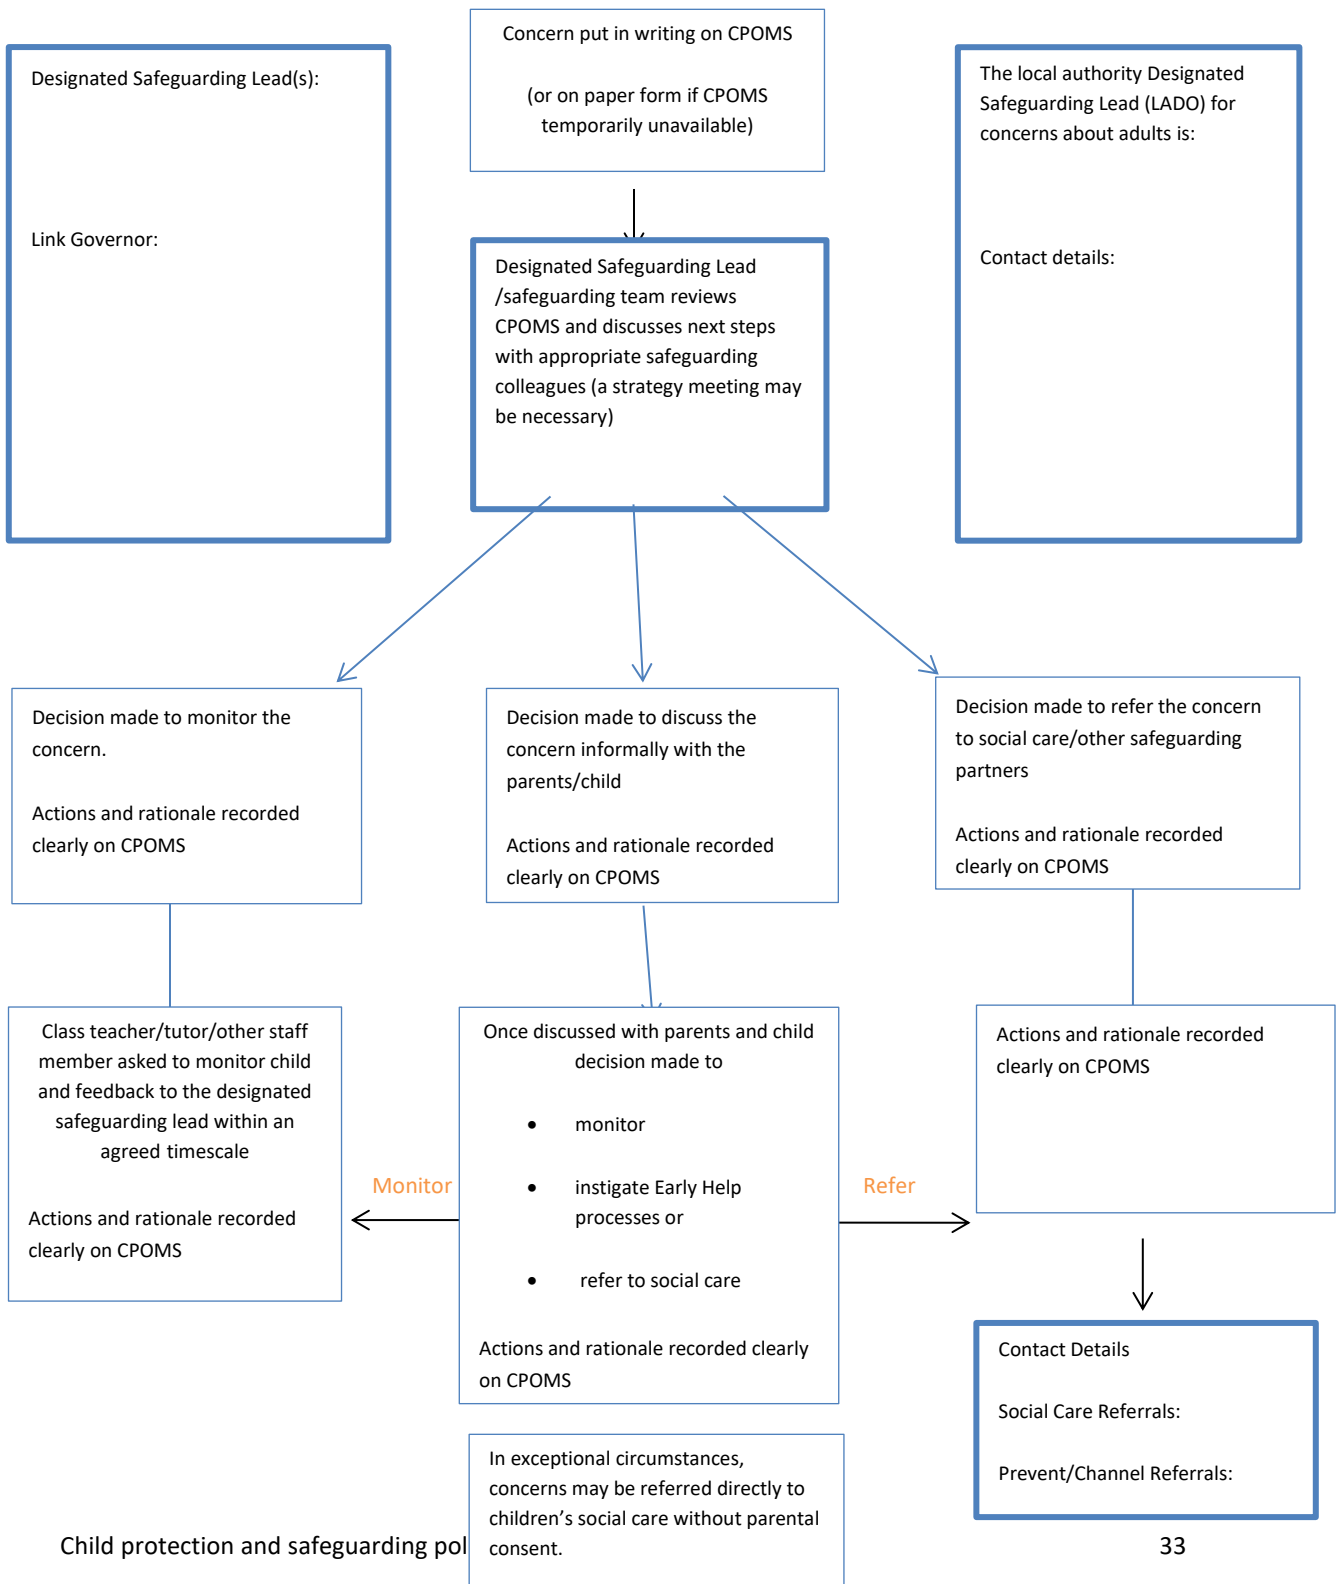 Concern put in writing on CPOMS
(or on paper form if CPOMS
temporarily unavailable)
Designated Safeguarding Lead(s):
Link Governor:
The local authority Designated
Safeguarding Lead (LADO) for
concerns about adults is:
Contact details:
Designated Safeguarding Lead
/safeguarding team reviews
CPOMS and discusses next steps
with appropriate safeguarding
colleagues (a strategy meeting may
be necessary)
Decision made to monitor the
concern.
Actions and rationale recorded
clearly on CPOMS
Decision made to discuss the
concern informally with the
parents/child
Actions and rationale recorded
clearly on CPOMS
Decision made to refer the concern
to social care/other safeguarding
partners
Actions and rationale recorded
clearly on CPOMS
Class teacher/tutor/other staff
member asked to monitor child
and feedback to the designated
safeguarding lead within an
agreed timescale
Actions and rationale recorded
clearly on CPOMS
Monitor
Once discussed with parents and child
decision made to
• monitor
• instigate Early Help
processes or
• refer to social care
Actions and rationale recorded clearly
on CPOMS
Refer
Actions and rationale recorded
clearly on CPOMS
Contact Details
Social Care Referrals:
Prevent/Channel Referrals:
In exceptional circumstances,
concerns may be referred directly to
children’s social care without parental
consent.
Child protection and safeguarding pol
33